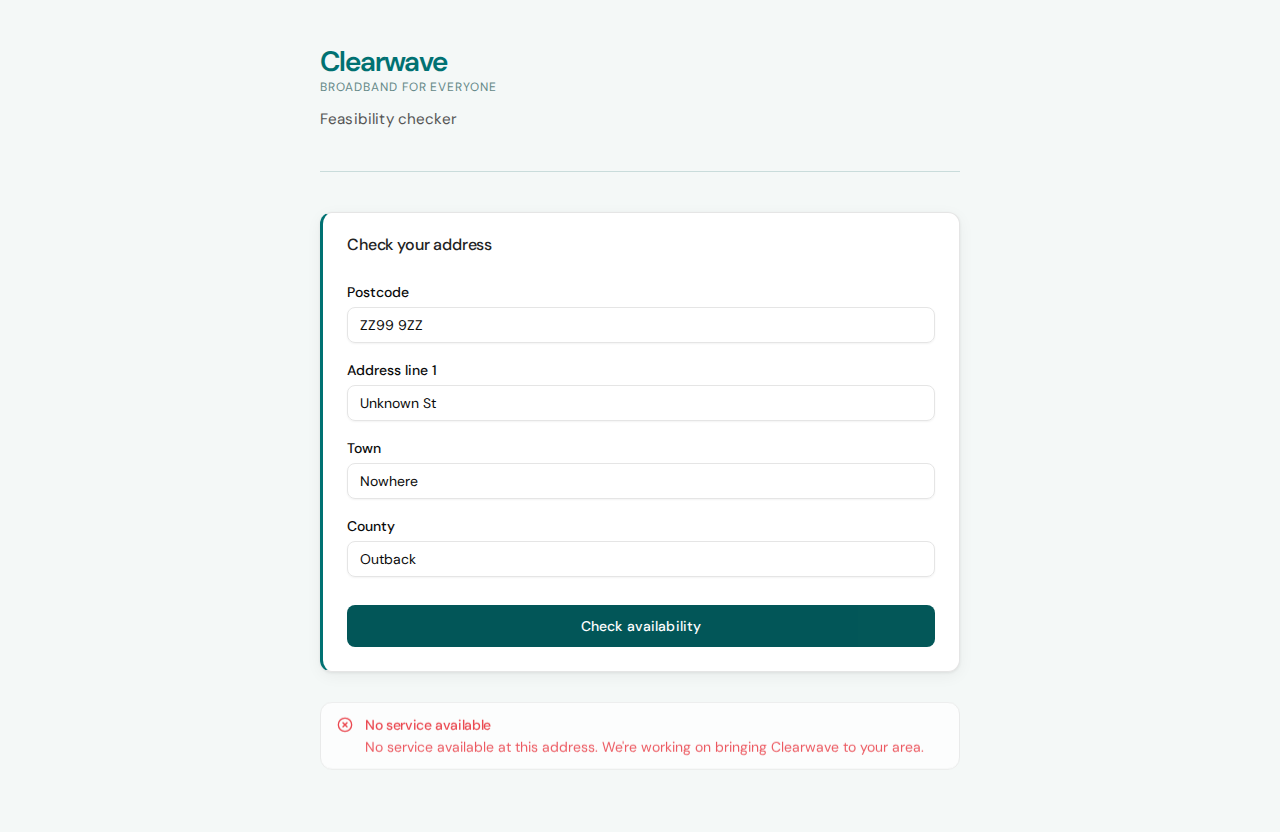 Clearwave
BROADBAND FOR EVERYONE
Feasibility checker
Check your address
Postcode
ZZ99 9ZZ
Address line 1
Unknown St
Town
Nowhere
County
Outback
Check availability
No service available
No service available at this address. We're working on bringing Clearwave to your area.